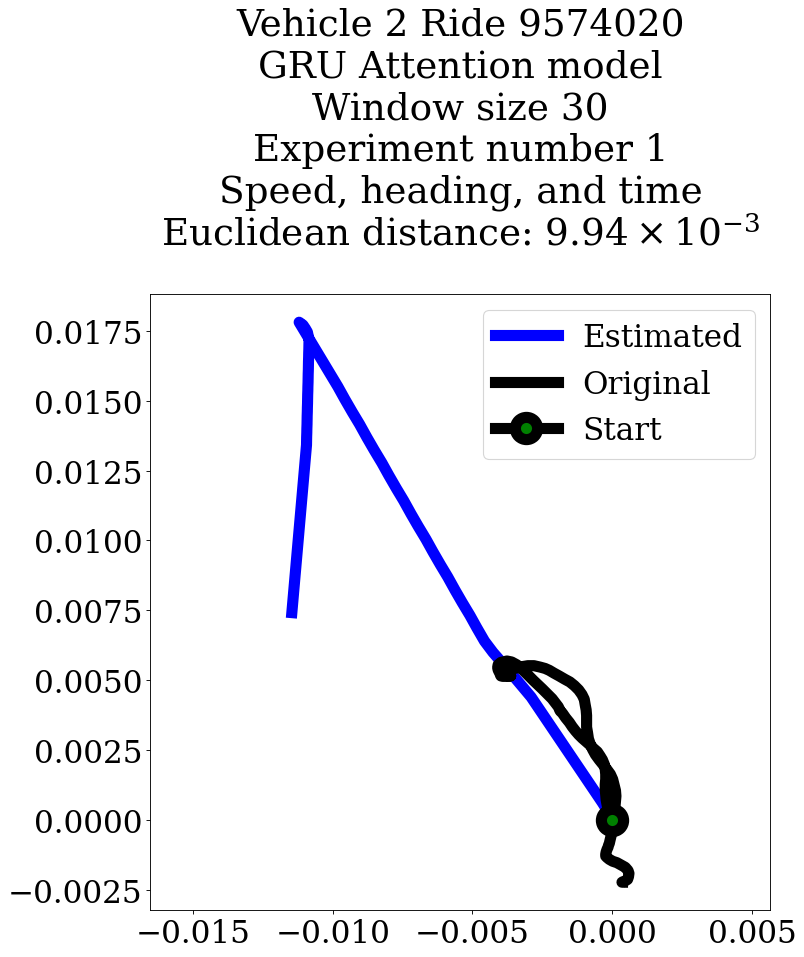 Vehicle 2 Ride 9574020
GRU Attention model
Window size 30
Experiment number 1
Speed, heading, and time
Euclidean distance: 9.94 × 10⁻³
Estimated
Original
Start
0.0175
0.0150
0.0125
0.0100
0.0075
0.0050
0.0025
0.0000
−0.0025
−0.015 −0.010 −0.005 0.000 0.005